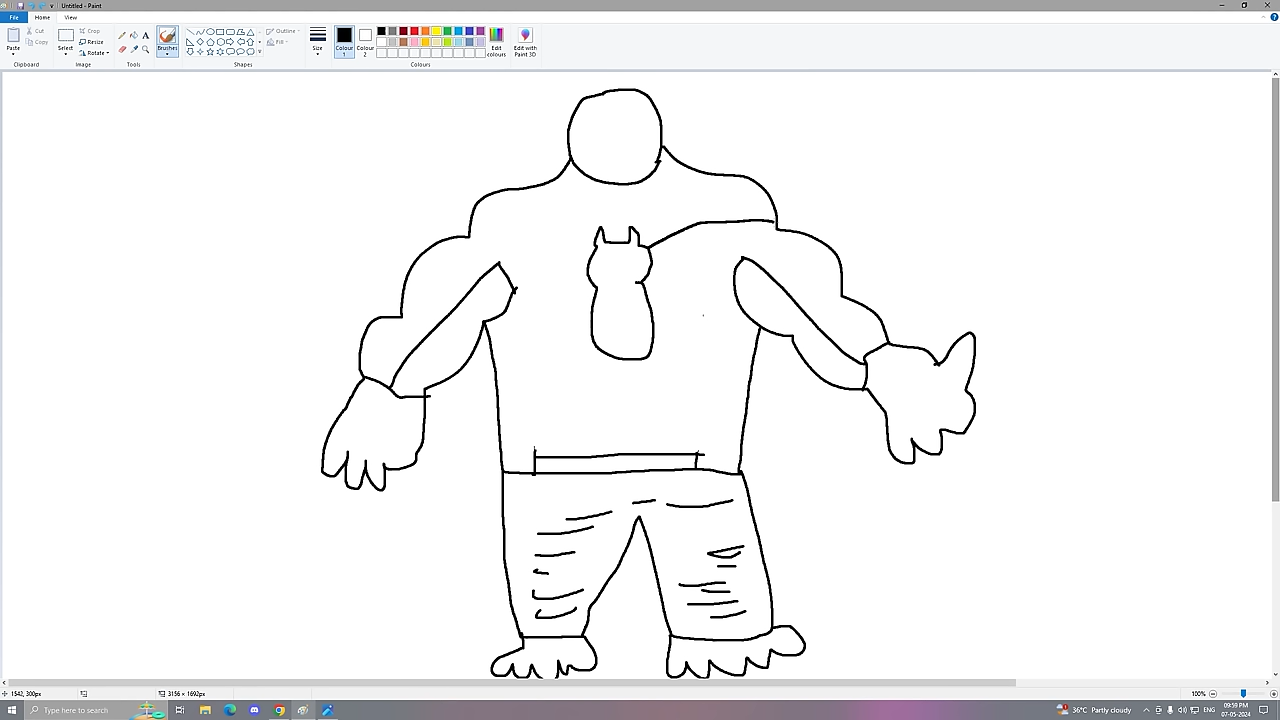 Untitled - Paint
File Home View
Paste Cut Copy Clipboard
Select Crop Resize Rotate Image
Tools
Brushes
Outline Fill Shapes
Size
Colour 1 Colour 2 Edit colours Edit with Paint 3D Colours
1542, 300px 3156 × 1692px 100%
Type here to search 36°C Partly cloudy ENG 09:59 PM 07-05-2024